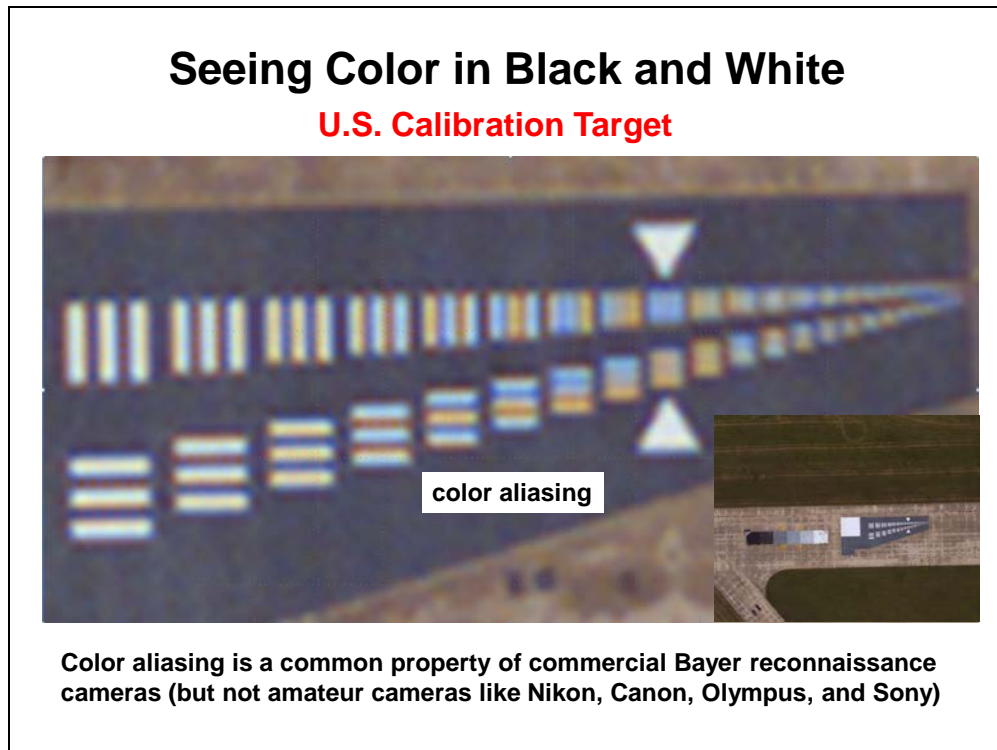 Seeing Color in Black and White
U.S. Calibration Target
color aliasing
Color aliasing is a common property of commercial Bayer reconnaissance
cameras (but not amateur cameras like Nikon, Canon, Olympus, and Sony)